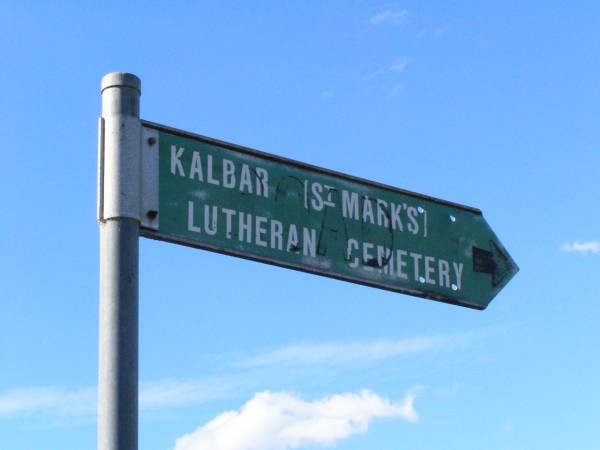 KALBAR (ST MARK'S)
LUTHERAN CEMETERY